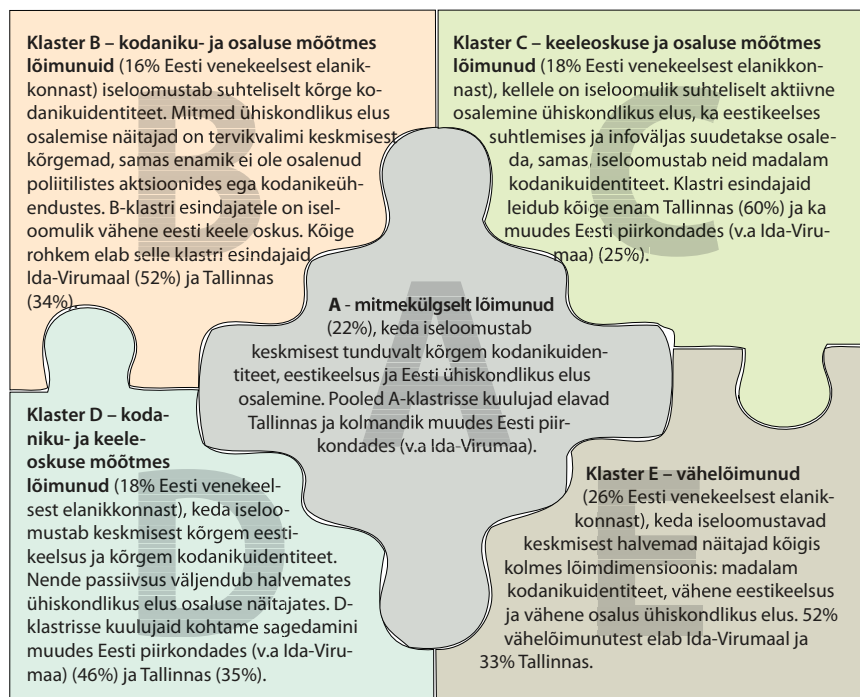 Klaster B – kodaniku- ja osaluse mõõtmes
lõimunuid (16% Eesti venekeelsest elanik-
konnast) iseloomustab suhteliselt kõrge ko-
danikuidentiteet. Mitmed ühiskondlikus elus
osalemise näitajad on tervikvalimi keskmisest
kõrgemad, samas enamik ei ole osalenud
poliitilistes aktsioonides ega kodanikeüh-
endustes. B-klastri esindajatele on isel-
oomulik vähene eesti keele oskus. Kõige
rohkem elab selle klastri esindajaid
Ida-Virumaal (52%) ja Tallinnas
(34%).
Klaster C – keeleoskuse ja osaluse mõõtmes
lõimunud (18% Eesti venekeelsest elanikkon-
nast), kellele on iseloomulik suhteliselt aktiivne
osalemine ühiskondlikus elus, ka eestikeelses
suhtlemises ja infoväljas suudetakse osale-
da, samas, iseloomustab neid madalam
kodanikuidentiteet. Klastri esindajaid
leidub kõige enam Tallinnas (60%) ja ka
muudes Eesti piirkondades (v.a Ida-Viru-
maa) (25%).
A - mitmekülgselt lõimunud
(22%), keda iseloomustab
keskmisest tunduvalt kõrgem kodanikuiden-
titeet, eestikeelsus ja Eesti ühiskondlikus elus
osalemine. Pooled A-klastrisse kuulujad elavad
Tallinnas ja kolmandik muudes Eesti piir-
kondades (v.a Ida-Virumaa).
Klaster D – koda-
niku- ja keele-
oskuse mõõtmes
lõimunud (18% Eesti venekeel-
sest elanikkonnast), keda iseloo-
mustab keskmisest kõrgem eesti-
keelsus ja kõrgem kodanikuidentiteet.
Nende passiivsus väljendub halvemates
ühiskondlikus elus osaluse näitajates. D-
klastrisse kuulujaid kohtame sagedamini
muudes Eesti piirkondades (v.a Ida-Viru-
maa) (46%) ja Tallinnas (35%).
Klaster E – vähelõimunud
(26% Eesti venekeelsest elanik-
konnast), keda iseloomustavad
keskmisest halvemad näitajad kõigis
kolmes lõimdimensioonis: madalam
kodanikuidentiteet, vähene eestikeelsus
ja vähene osalus ühiskondlikus elus. 52%
vähelõimunutest elab Ida-Virumaal ja
33% Tallinnas.
B
C
A
D
E